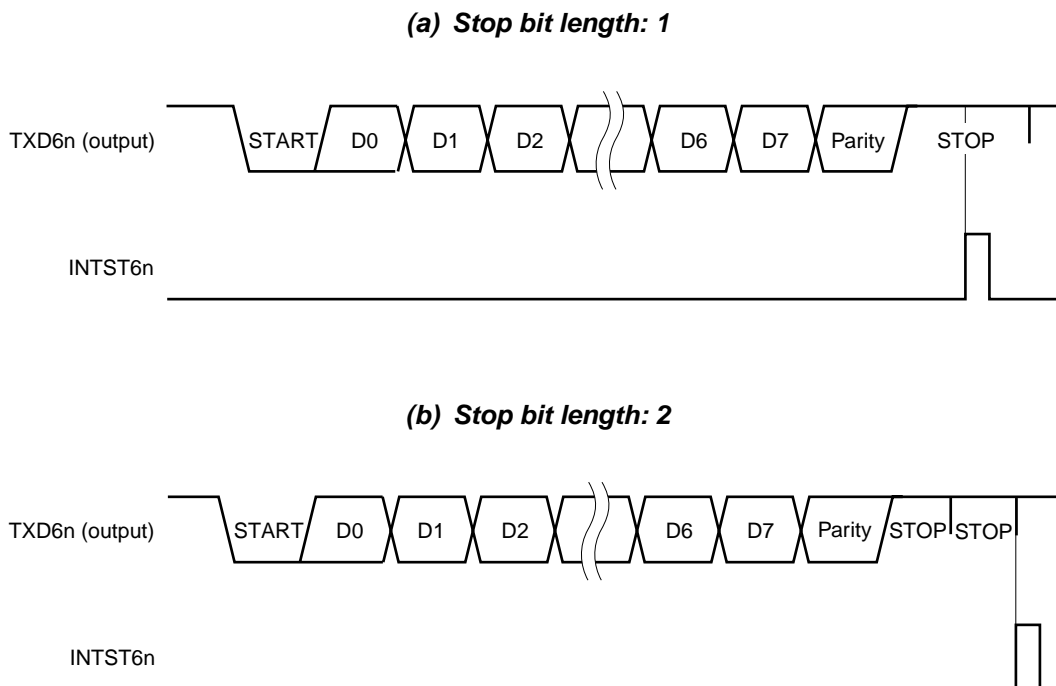 (a) Stop bit length: 1
TXD6n (output) START D0 D1 D2 D6 D7 Parity STOP
INTST6n
(b) Stop bit length: 2
TXD6n (output) START D0 D1 D2 D6 D7 Parity STOP STOP
INTST6n